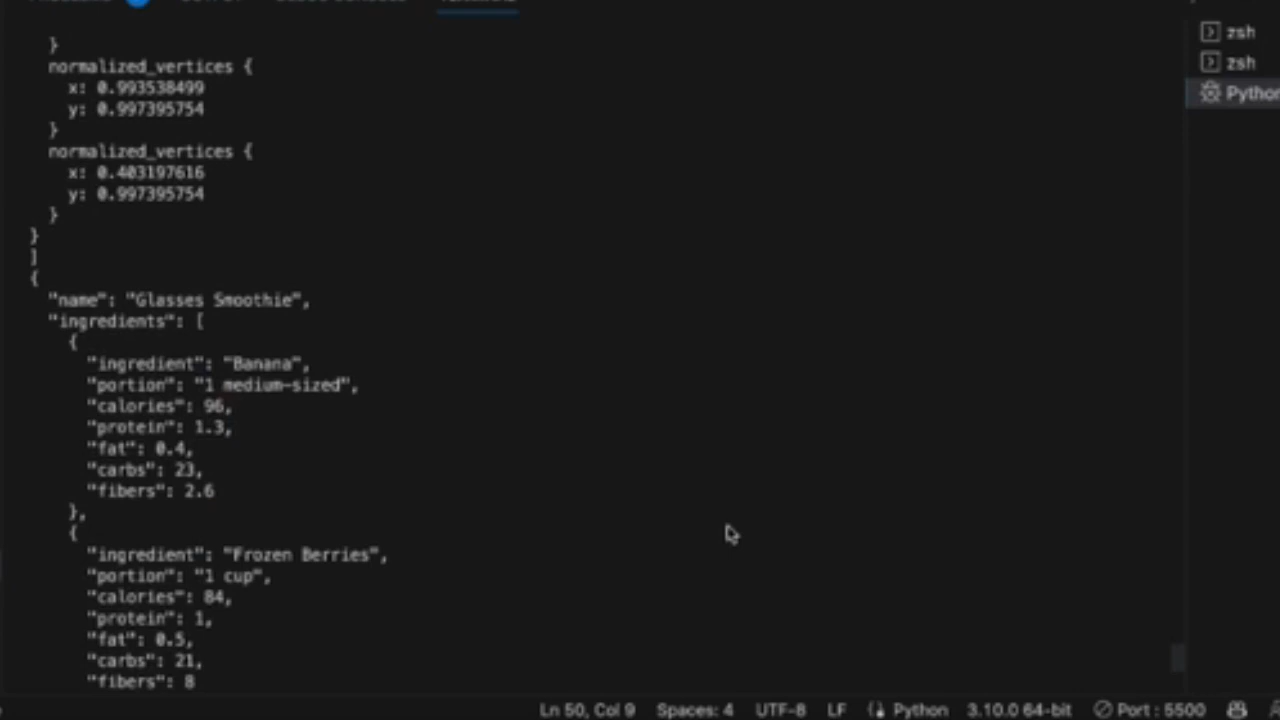 }
normalized_vertices {
x: 0.993538499
y: 0.997395754
}
normalized_vertices {
x: 0.403197616
y: 0.997395754
}
}
]
{
"name": "Glasses Smoothie",
"ingredients": [
{
"ingredient": "Banana",
"portion": "1 medium-sized",
"calories": 96,
"protein": 1.3,
"fat": 0.4,
"carbs": 23,
"fibers": 2.6
},
{
"ingredient": "Frozen Berries",
"portion": "1 cup",
"calories": 84,
"protein": 1,
"fat": 0.5,
"carbs": 21,
"fibers": 8
zsh
zsh
Python
Ln 50, Col 9 Spaces: 4 UTF-8 LF Python 3.10.0 64-bit Port : 5500